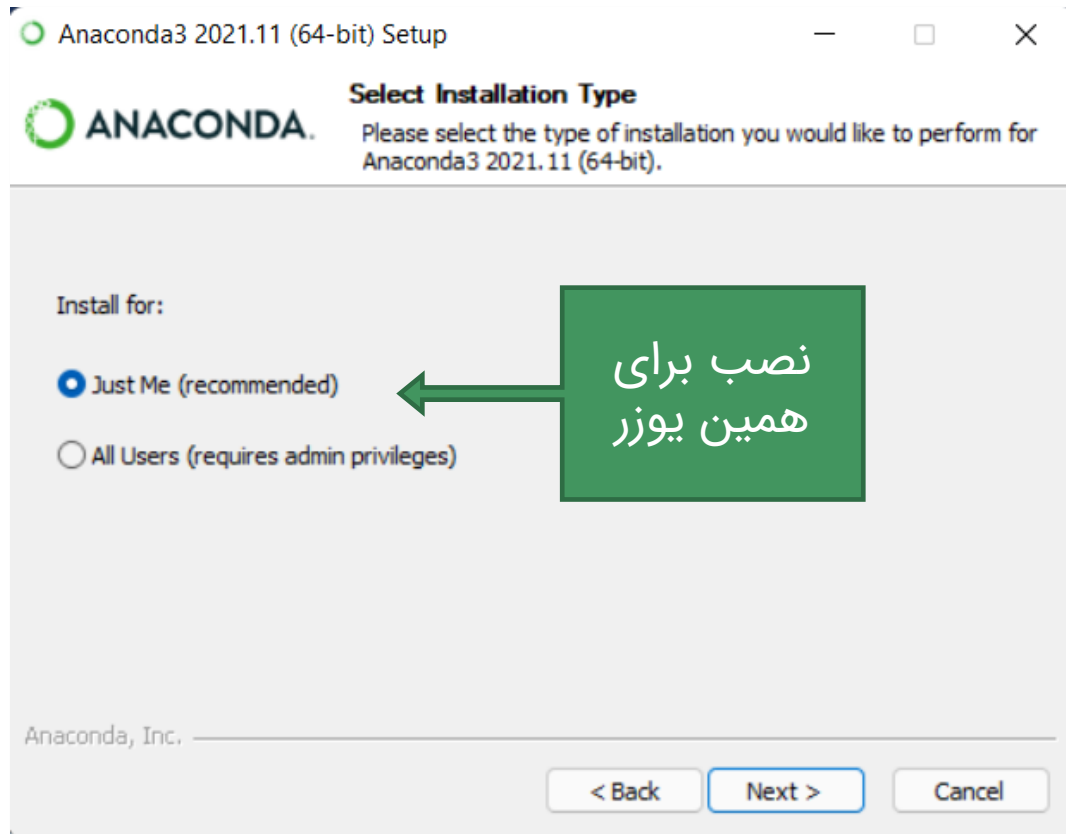 Anaconda3 2021.11 (64-bit) Setup
ANACONDA.
Select Installation Type
Please select the type of installation you would like to perform for
Anaconda3 2021.11 (64-bit).
Install for:
Just Me (recommended)
All Users (requires admin privileges)
نصب برای
همین یوزر
Anaconda, Inc.
< Back
Next >
Cancel